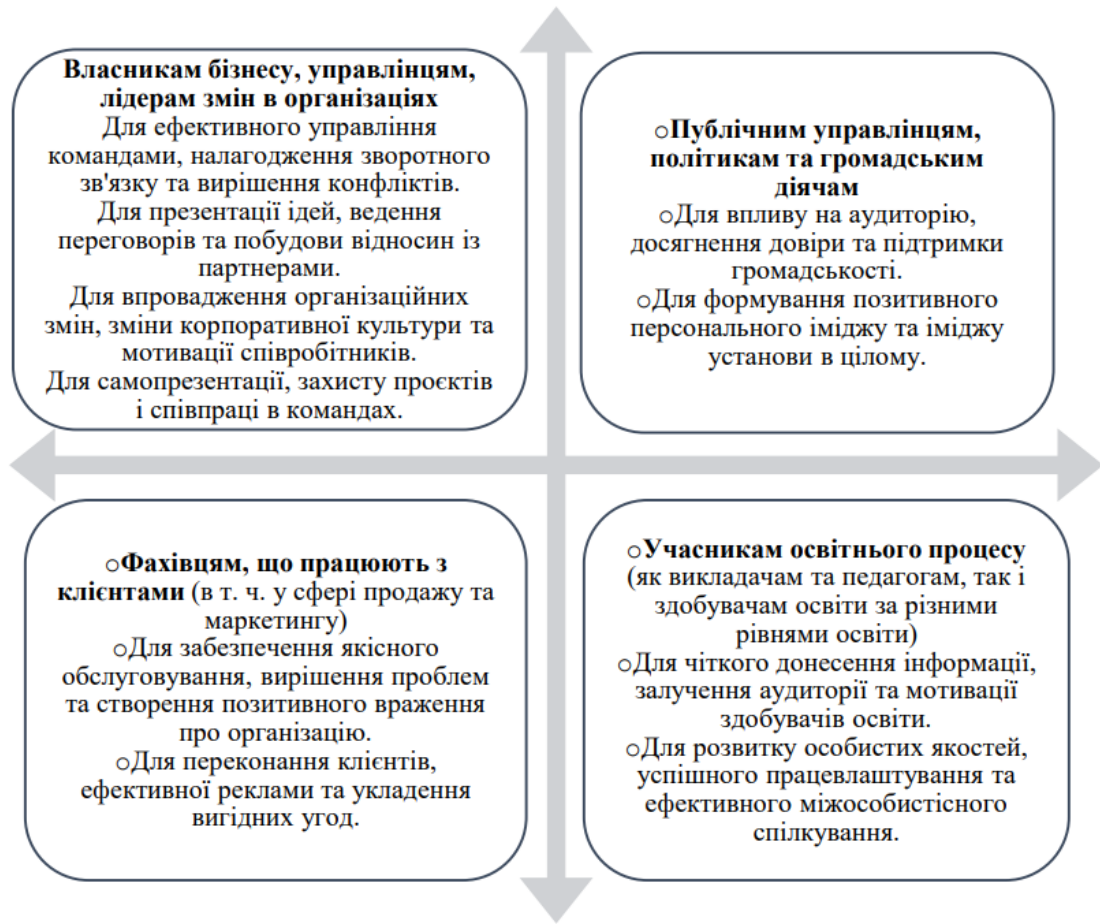 Власникам бізнесу, управлінцям,
лідерам змін в організаціях
Для ефективного управління
командами, налагодження зворотного
зв'язку та вирішення конфліктів.
Для презентації ідей, ведення
переговорів та побудови відносин із
партнерами.
Для впровадження організаційних
змін, зміни корпоративної культури та
мотивації співробітників.
Для самопрезентації, захисту проєктів
і співпраці в командах.
oПублічним управлінцям,
політикам та громадським
діячам
oДля впливу на аудиторію,
досягнення довіри та підтримки
громадськості.
oДля формування позитивного
персонального іміджу та іміджу
установи в цілому.
oФахівцям, що працюють з
клієнтами (в т. ч. у сфері продажу та
маркетингу)
oДля забезпечення якісного
обслуговування, вирішення проблем
та створення позитивного враження
про організацію.
oДля переконання клієнтів,
ефективної реклами та укладення
вигідних угод.
oУчасникам освітнього процесу
(як викладачам та педагогам, так і
здобувачам освіти за різними
рівнями освіти)
oДля чіткого донесення інформації,
залучення аудиторії та мотивації
здобувачів освіти.
oДля розвитку особистих якостей,
успішного працевлаштування та
ефективного міжособистісного
спілкування.